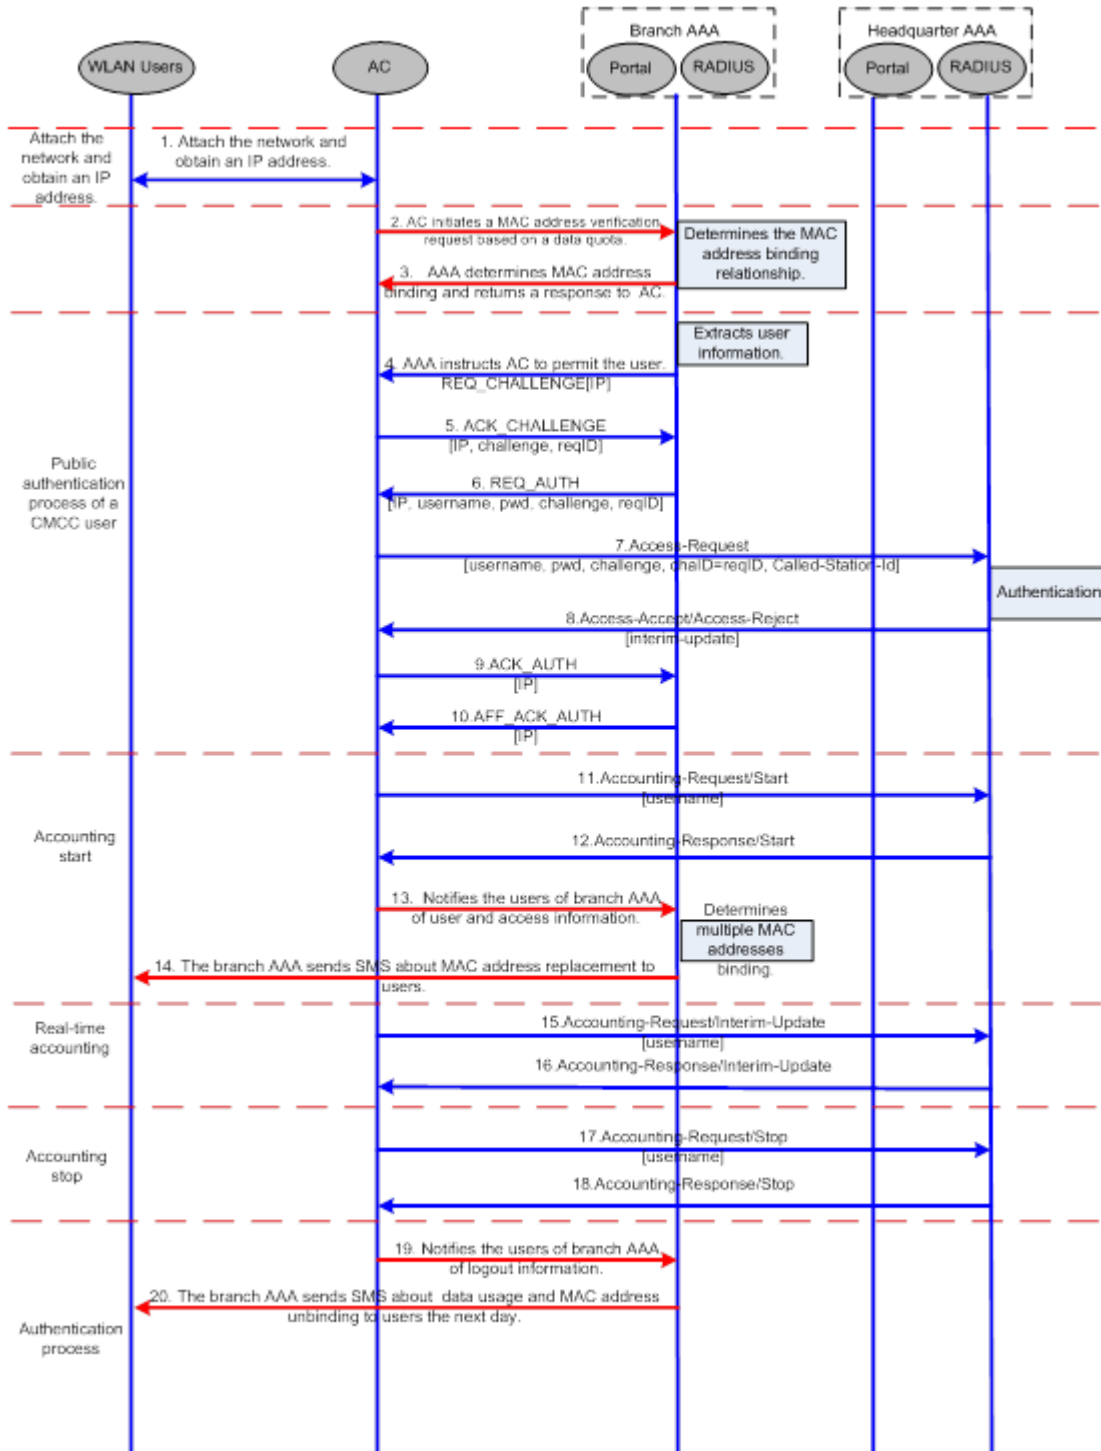 Branch AAA
Headquarter AAA
WLAN Users
AC
Portal
RADIUS
Portal
RADIUS
Attach the
network and
obtain an IP
address.
1. Attach the network and
obtain an IP address.
2. AC initiates a MAC address verification
request based on a data quota.
Determines the MAC
address binding
relationship.
3. AAA determines MAC address
binding and returns a response to AC.
Extracts user
information.
4. AAA instructs AC to permit the user.
REQ_CHALLENGE[IP]
5. ACK_CHALLENGE
[IP, challenge, reqID]
Public
authentication
process of a
CMCC user
6. REQ_AUTH
[IP, username, pwd, challenge, reqID]
7.Access-Request
[username, pwd, challenge, chaID=reqID, Called-Station-Id]
Authentication
8.Access-Accept/Access-Reject
[interim-update]
9.ACK_AUTH
[IP]
10.AFF_ACK_AUTH
[IP]
11.Accounting-Request/Start
[username]
Accounting
start
12.Accounting-Response/Start
13. Notifies the users of branch AAA
of user and access information.
Determines
multiple MAC
addresses
binding.
14. The branch AAA sends SMS about MAC address replacement to
users.
Real-time
accounting
15.Accounting-Request/Interim-Update
[username]
16.Accounting-Response/Interim-Update
Accounting
stop
17.Accounting-Request/Stop
[username]
18.Accounting-Response/Stop
19. Notifies the users of branch AAA
of logout information.
20. The branch AAA sends SMS about data usage and MAC address
unbinding to users the next day.
Authentication
process